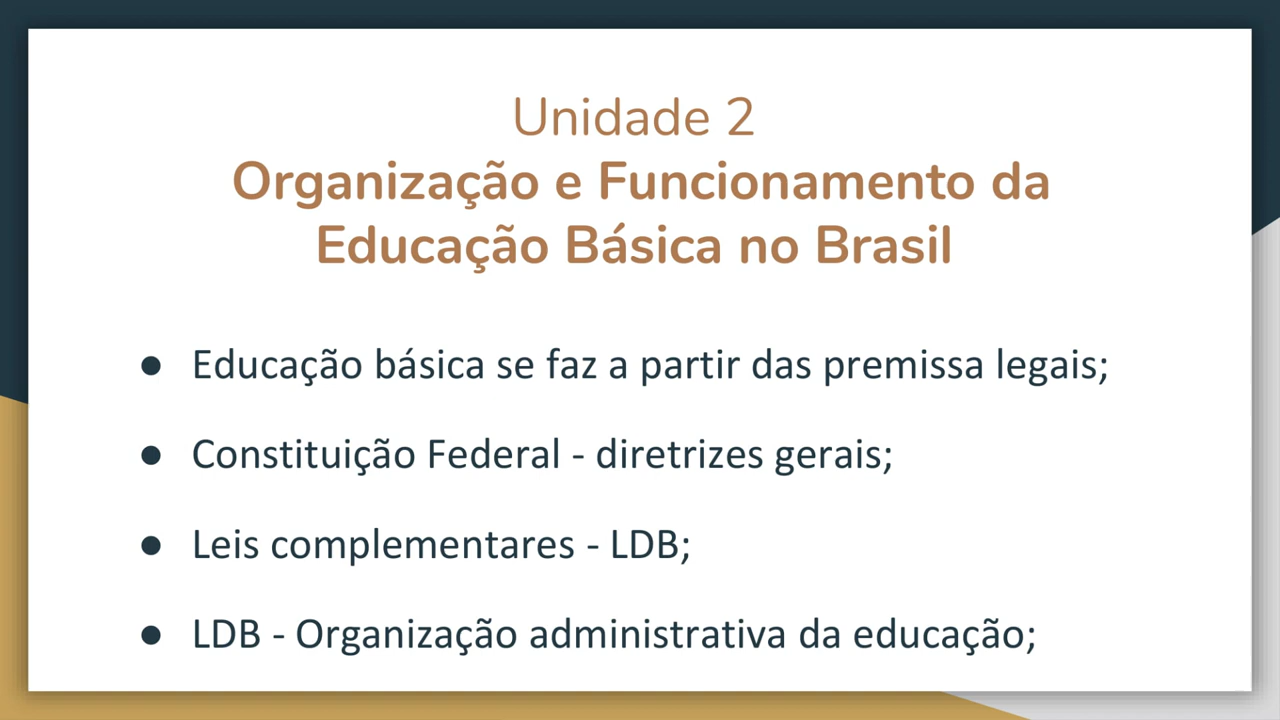 Unidade 2
Organização e Funcionamento da
Educação Básica no Brasil
● Educação básica se faz a partir das premissa legais;
● Constituição Federal - diretrizes gerais;
● Leis complementares - LDB;
● LDB - Organização administrativa da educação;